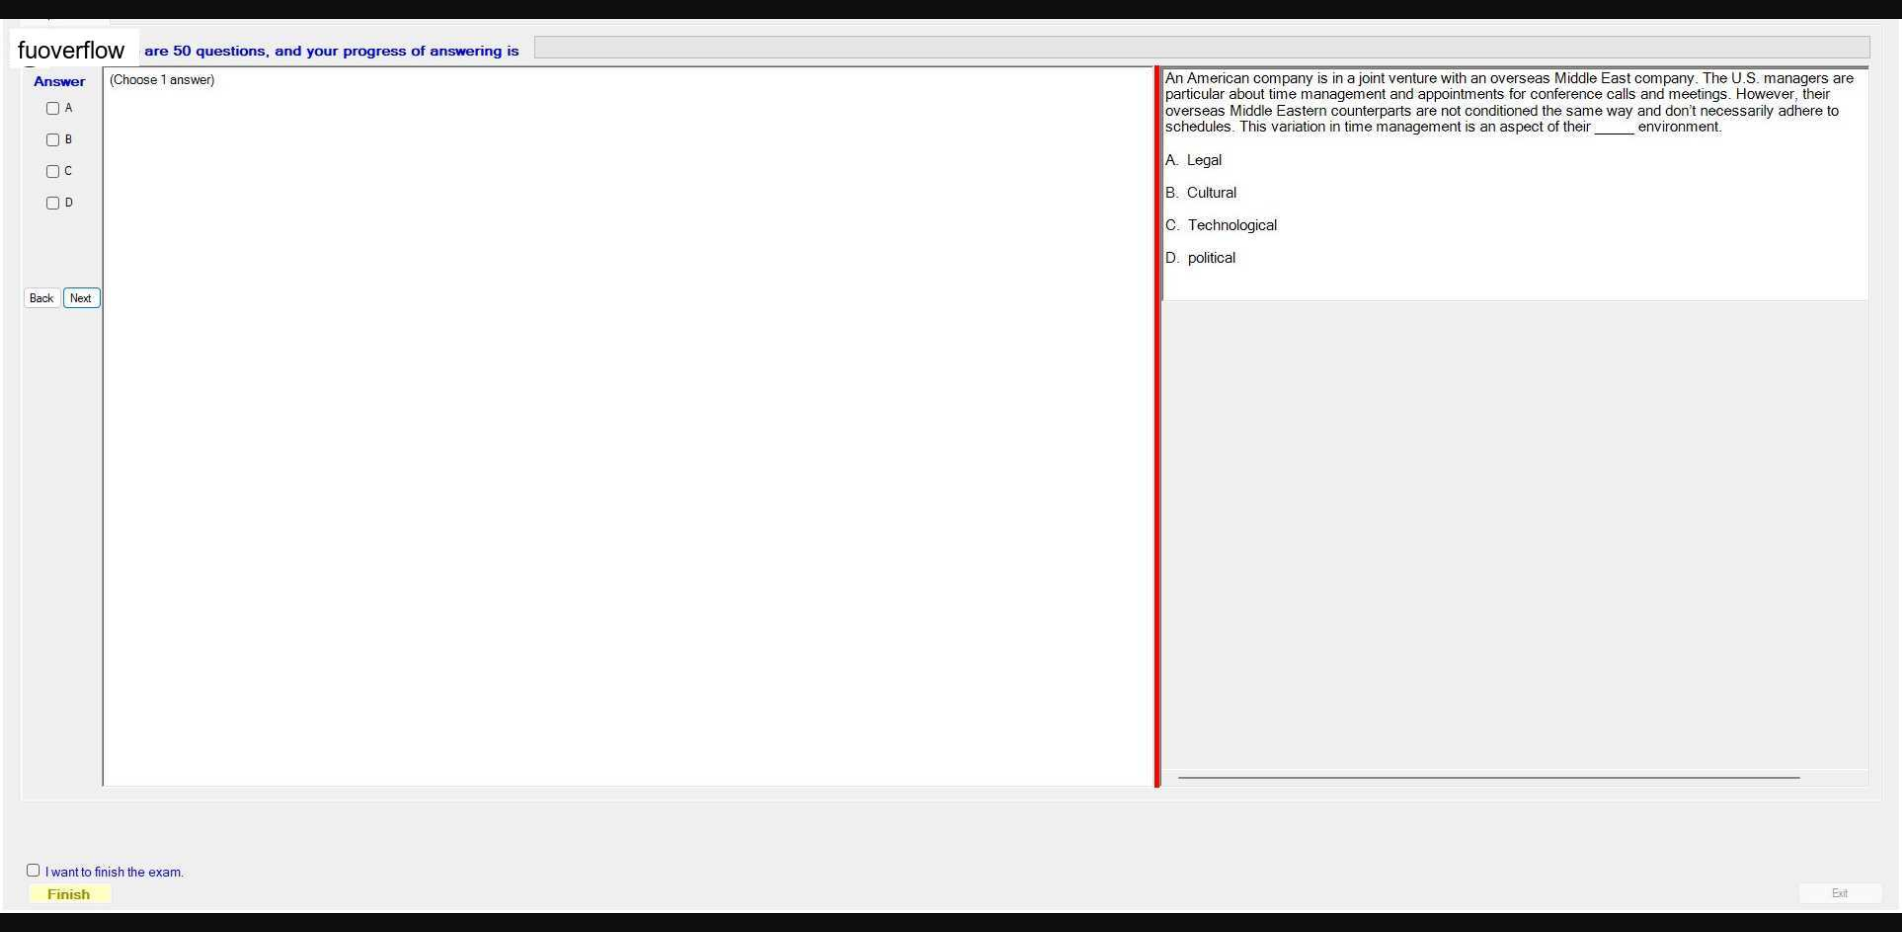 fuoverflow are 50 questions, and your progress of answering is
Answer
(Choose 1 answer)
A
B
C
D
Back Next
An American company is in a joint venture with an overseas Middle East company. The U.S. managers are
particular about time management and appointments for conference calls and meetings. However, their
overseas Middle Eastern counterparts are not conditioned the same way and don't necessarily adhere to
schedules. This variation in time management is an aspect of their _____ environment.
A. Legal
B. Cultural
C. Technological
D. political
I want to finish the exam.
Finish
Exit